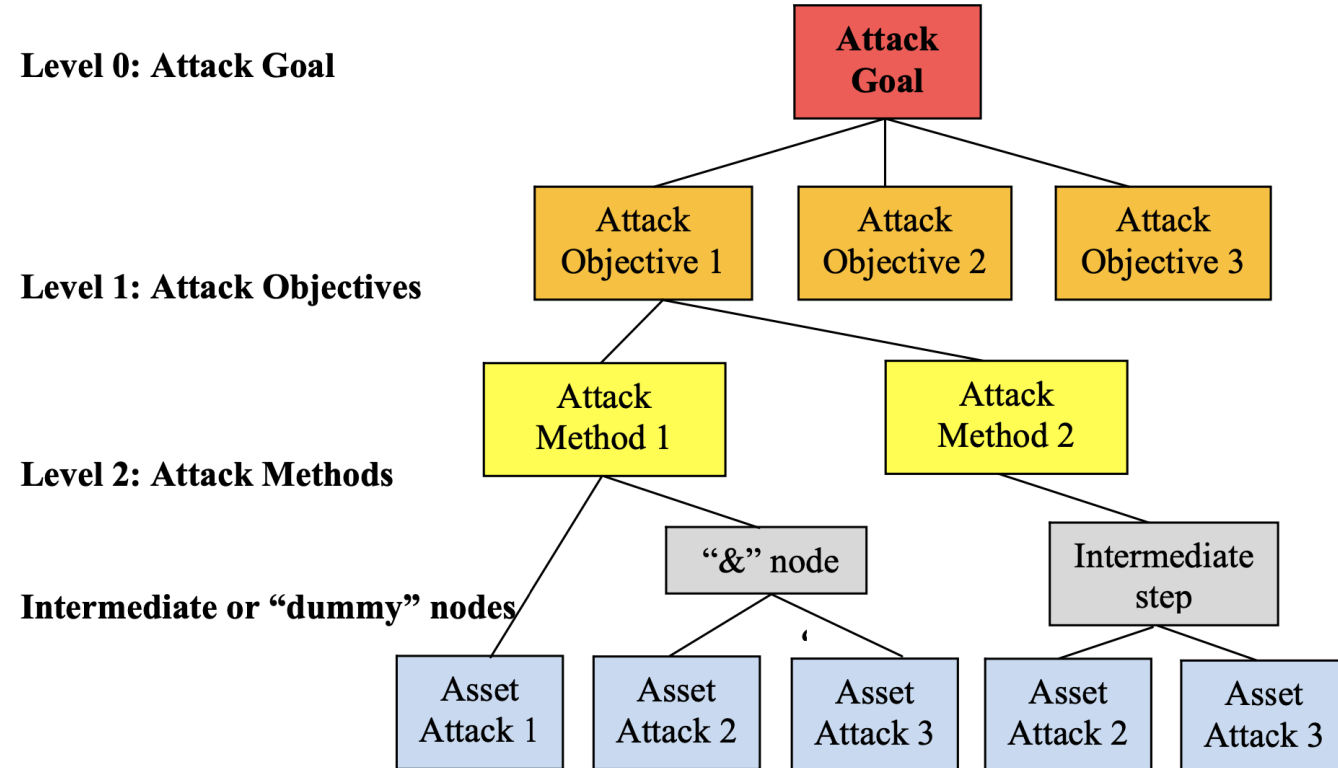 Level 0: Attack Goal
Attack
Goal
Attack
Objective 1
Attack
Objective 2
Attack
Objective 3
Level 1: Attack Objectives
Attack
Method 1
Attack
Method 2
Level 2: Attack Methods
“&” node
Intermediate
step
Intermediate or “dummy” nodes
‘
Asset
Attack 1
Asset
Attack 2
Asset
Attack 3
Asset
Attack 2
Asset
Attack 3